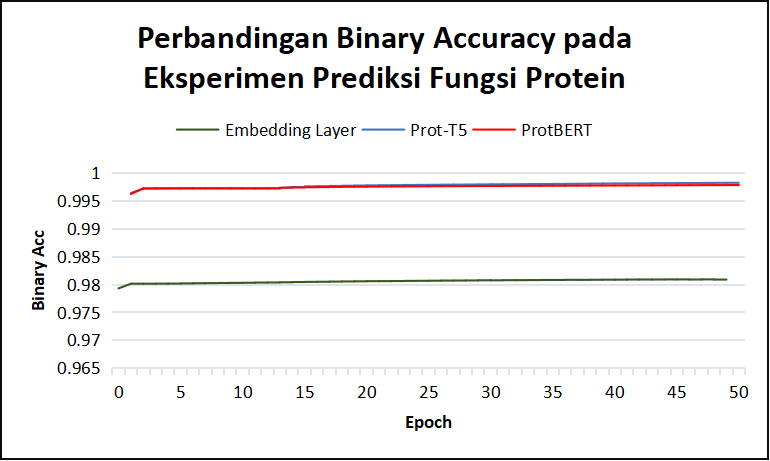 Perbandingan Binary Accuracy pada
Eksperimen Prediksi Fungsi Protein
Embedding Layer Prot-T5 ProtBERT
Binary Acc
1
0.995
0.99
0.985
0.98
0.975
0.97
0.965
0 5 10 15 20 25 30 35 40 45 50
Epoch